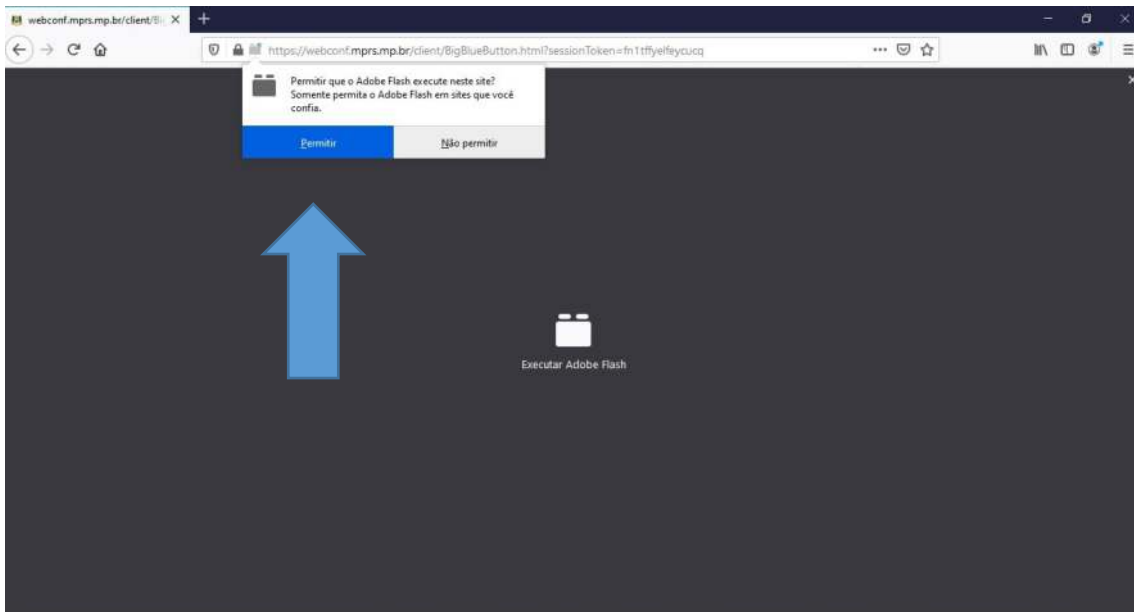 webconf.mprs.mp.br/client/Bi
https://webconf.mprs.mp.br/client/BigBlueButton.html?sessionToken=fn1tffyelfeycucq
Permitir que o Adobe Flash execute neste site?
Somente permita o Adobe Flash em sites que você
confia.
Permitir
Não permitir
Executar Adobe Flash